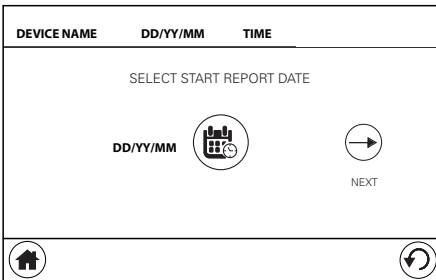 DEVICE NAME DD/YY/MM TIME
SELECT START REPORT DATE
DD/YY/MM
NEXT